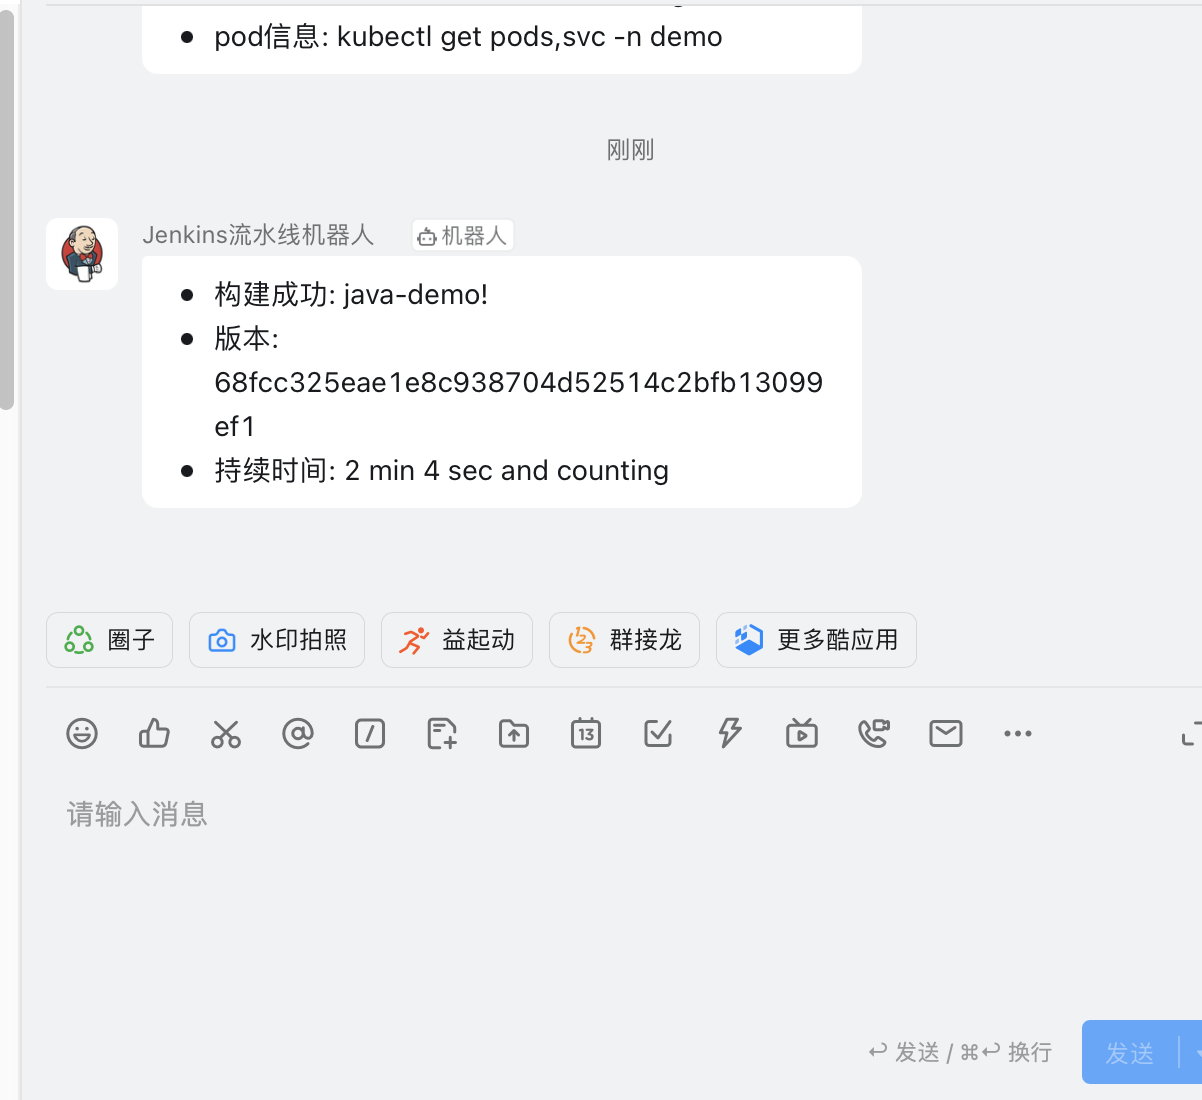 pod信息: kubectl get pods,svc -n demo
刚刚
Jenkins流水线机器人 机器人
构建成功: java-demo!
版本:
68fcc325eae1e8c938704d52514c2bfb13099
ef1
持续时间: 2 min 4 sec and counting
圈子 水印拍照 益起动 群接龙 更多酷应用
13
请输入消息
↩ 发送 / ⌘↩ 换行 发送